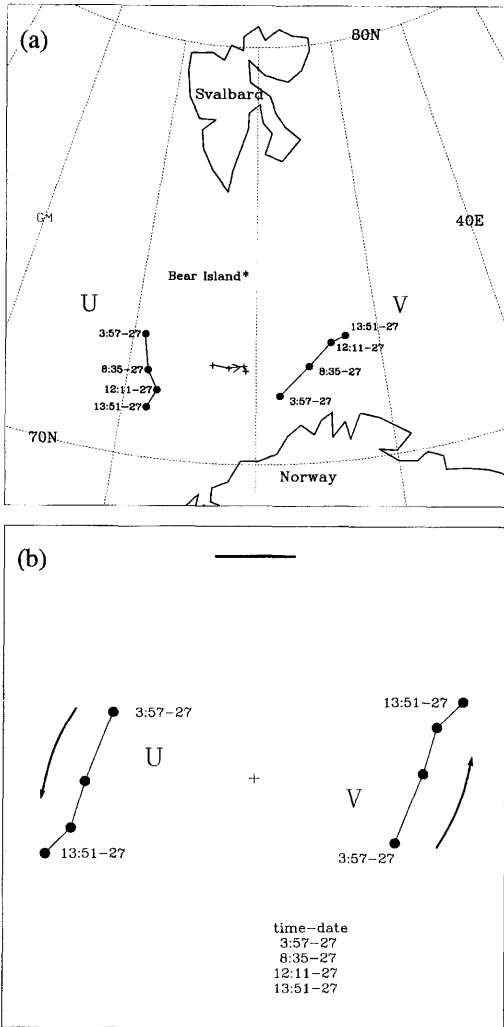 (a)
80N
Svalbard
GM
40E
Bear Island*
U
V
3:57-27
13:51-27
12:11-27
8:35-27
8:35-27
12:11-27
3:57-27
13:51-27
70N
Norway
(b)
13:51-27
3:57-27
U
+
V
13:51-27
3:57-27
time-date
3:57-27
8:35-27
12:11-27
13:51-27